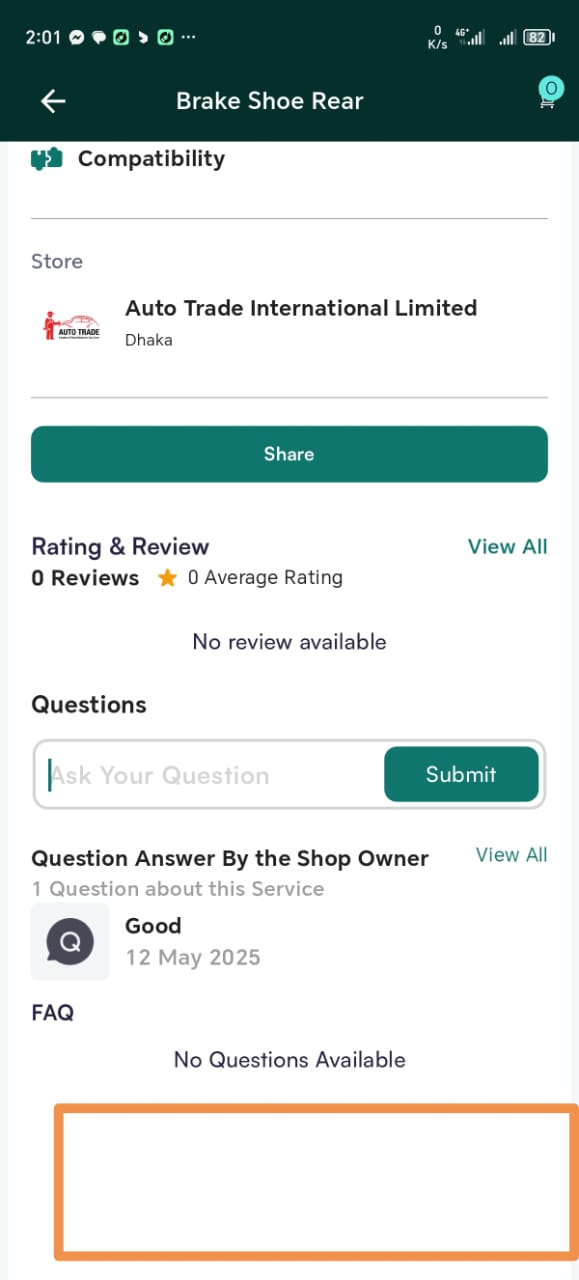 2:01
0
K/s
4G+
82
Brake Shoe Rear
0
Compatibility
Store
Auto Trade International Limited
AUTO TRADE
Dhaka
Share
Rating & Review
View All
0 Reviews
0 Average Rating
No review available
Questions
Ask Your Question
Submit
Question Answer By the Shop Owner
View All
1 Question about this Service
Q
Good
12 May 2025
FAQ
No Questions Available